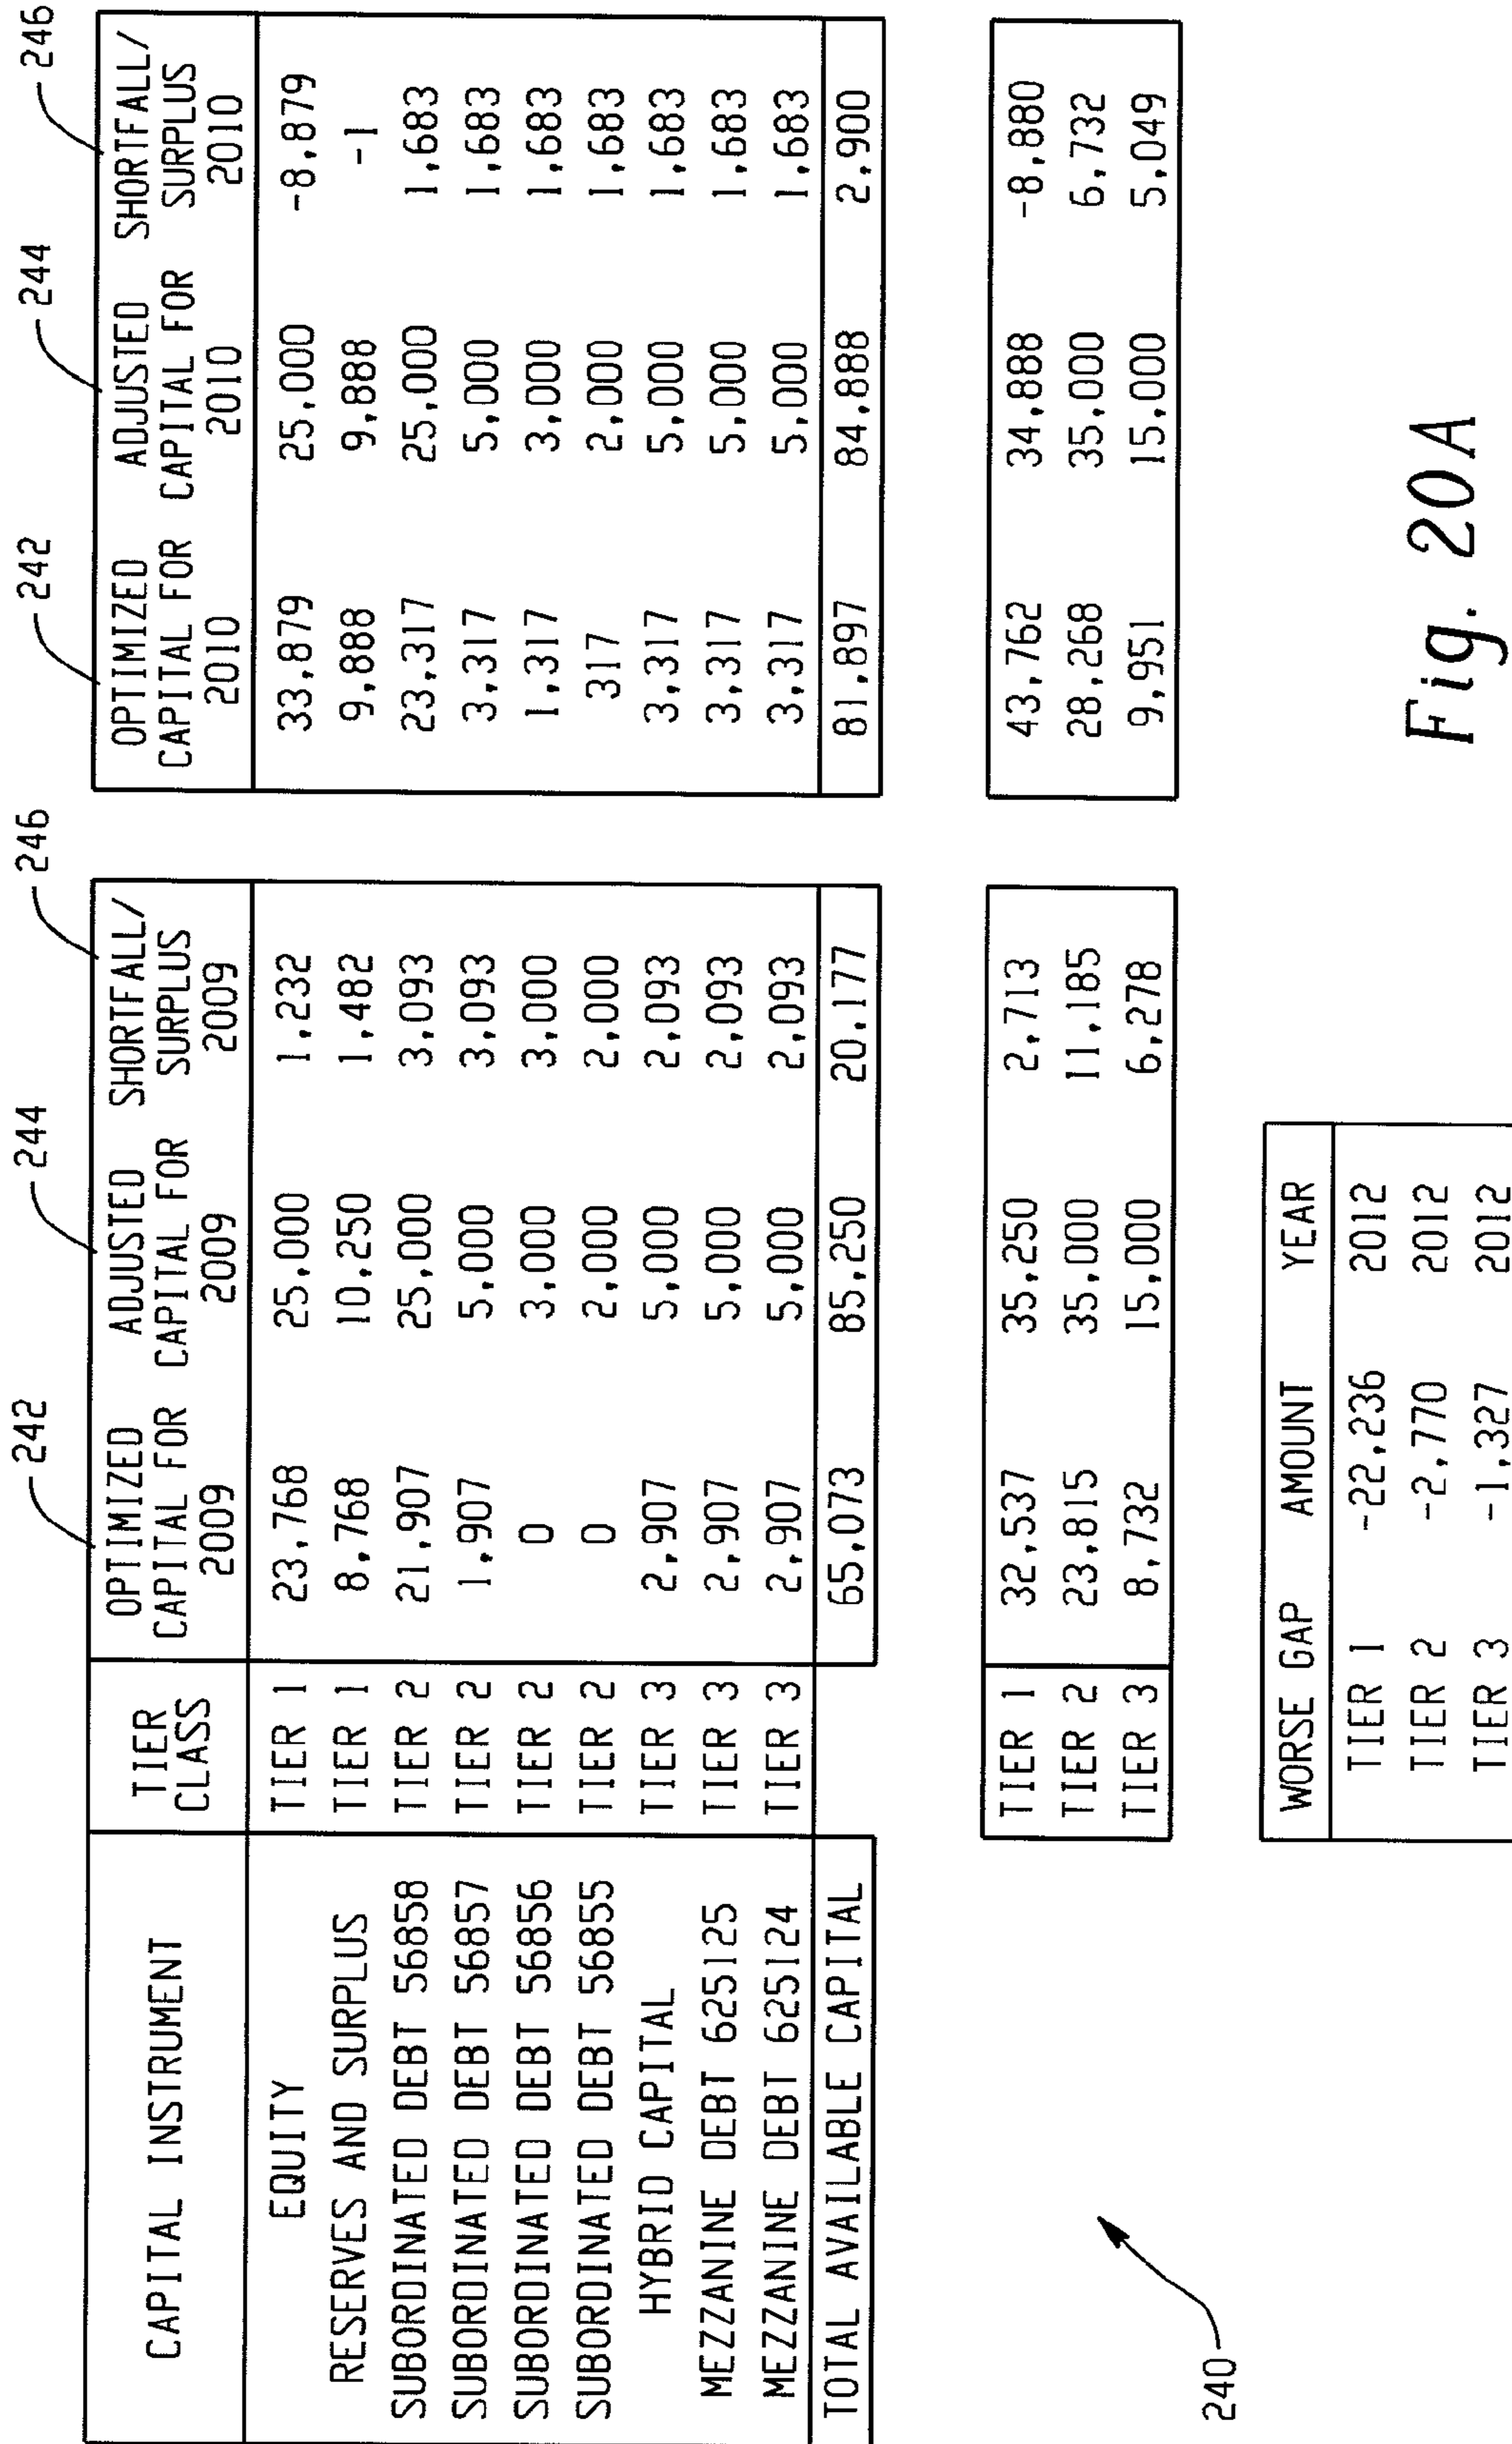 242 244 246 242 244 246
CAPITAL INSTRUMENT TIER CLASS OPTIMIZED CAPITAL FOR 2009 ADJUSTED CAPITAL FOR 2009 SHORTFALL/ SURPLUS 2009 OPTIMIZED CAPITAL FOR 2010 ADJUSTED CAPITAL FOR 2010 SHORTFALL/ SURPLUS 2010
EQUITY TIER 1 23,768 25,000 1,232 33,879 25,000 -8,879
RESERVES AND SURPLUS TIER 1 8,768 10,250 1,482 9,888 9,888 -1
SUBORDINATED DEBT 56858 TIER 2 21,907 25,000 3,093 23,317 25,000 1,683
SUBORDINATED DEBT 56857 TIER 2 1,907 5,000 3,093 3,317 5,000 1,683
SUBORDINATED DEBT 56856 TIER 2 0 3,000 3,000 1,317 3,000 1,683
SUBORDINATED DEBT 56855 TIER 2 0 2,000 2,000 317 2,000 1,683
HYBRID CAPITAL TIER 3 2,907 5,000 2,093 3,317 5,000 1,683
MEZZANINE DEBT 625125 TIER 3 2,907 5,000 2,093 3,317 5,000 1,683
MEZZANINE DEBT 625124 TIER 3 2,907 5,000 2,093 3,317 5,000 1,683
TOTAL AVAILABLE CAPITAL 65,073 85,250 20,177 81,897 84,888 2,900
TIER 1 32,537 35,250 2,713 43,762 34,888 -8,880
TIER 2 23,815 35,000 11,185 28,268 35,000 6,732
TIER 3 8,732 15,000 6,278 9,951 15,000 5,049
240
WORSE GAP AMOUNT YEAR
TIER 1 -22,236 2012
TIER 2 -2,770 2012
TIER 3 -1,327 2012
Fig. 20A